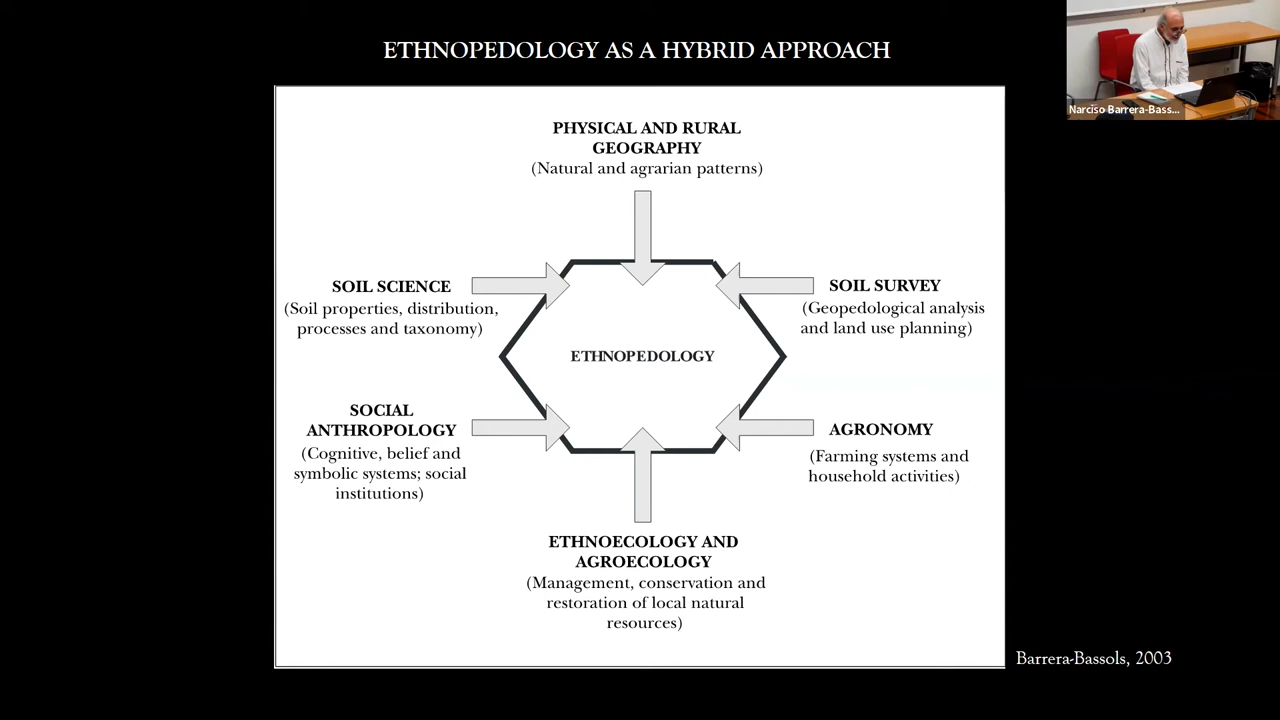 ETHNOPEDOLOGY AS A HYBRID APPROACH
Narciso Barrera-Bass...
PHYSICAL AND RURAL
GEOGRAPHY
(Natural and agrarian patterns)
SOIL SCIENCE
(Soil properties, distribution,
processes and taxonomy)
SOIL SURVEY
(Geopedological analysis
and land use planning)
ETHNOPEDOLOGY
SOCIAL
ANTHROPOLOGY
(Cognitive, belief and
symbolic systems; social
institutions)
AGRONOMY
(Farming systems and
household activities)
ETHNOECOLOGY AND
AGROECOLOGY
(Management, conservation and
restoration of local natural
resources)
Barrera-Bassols, 2003